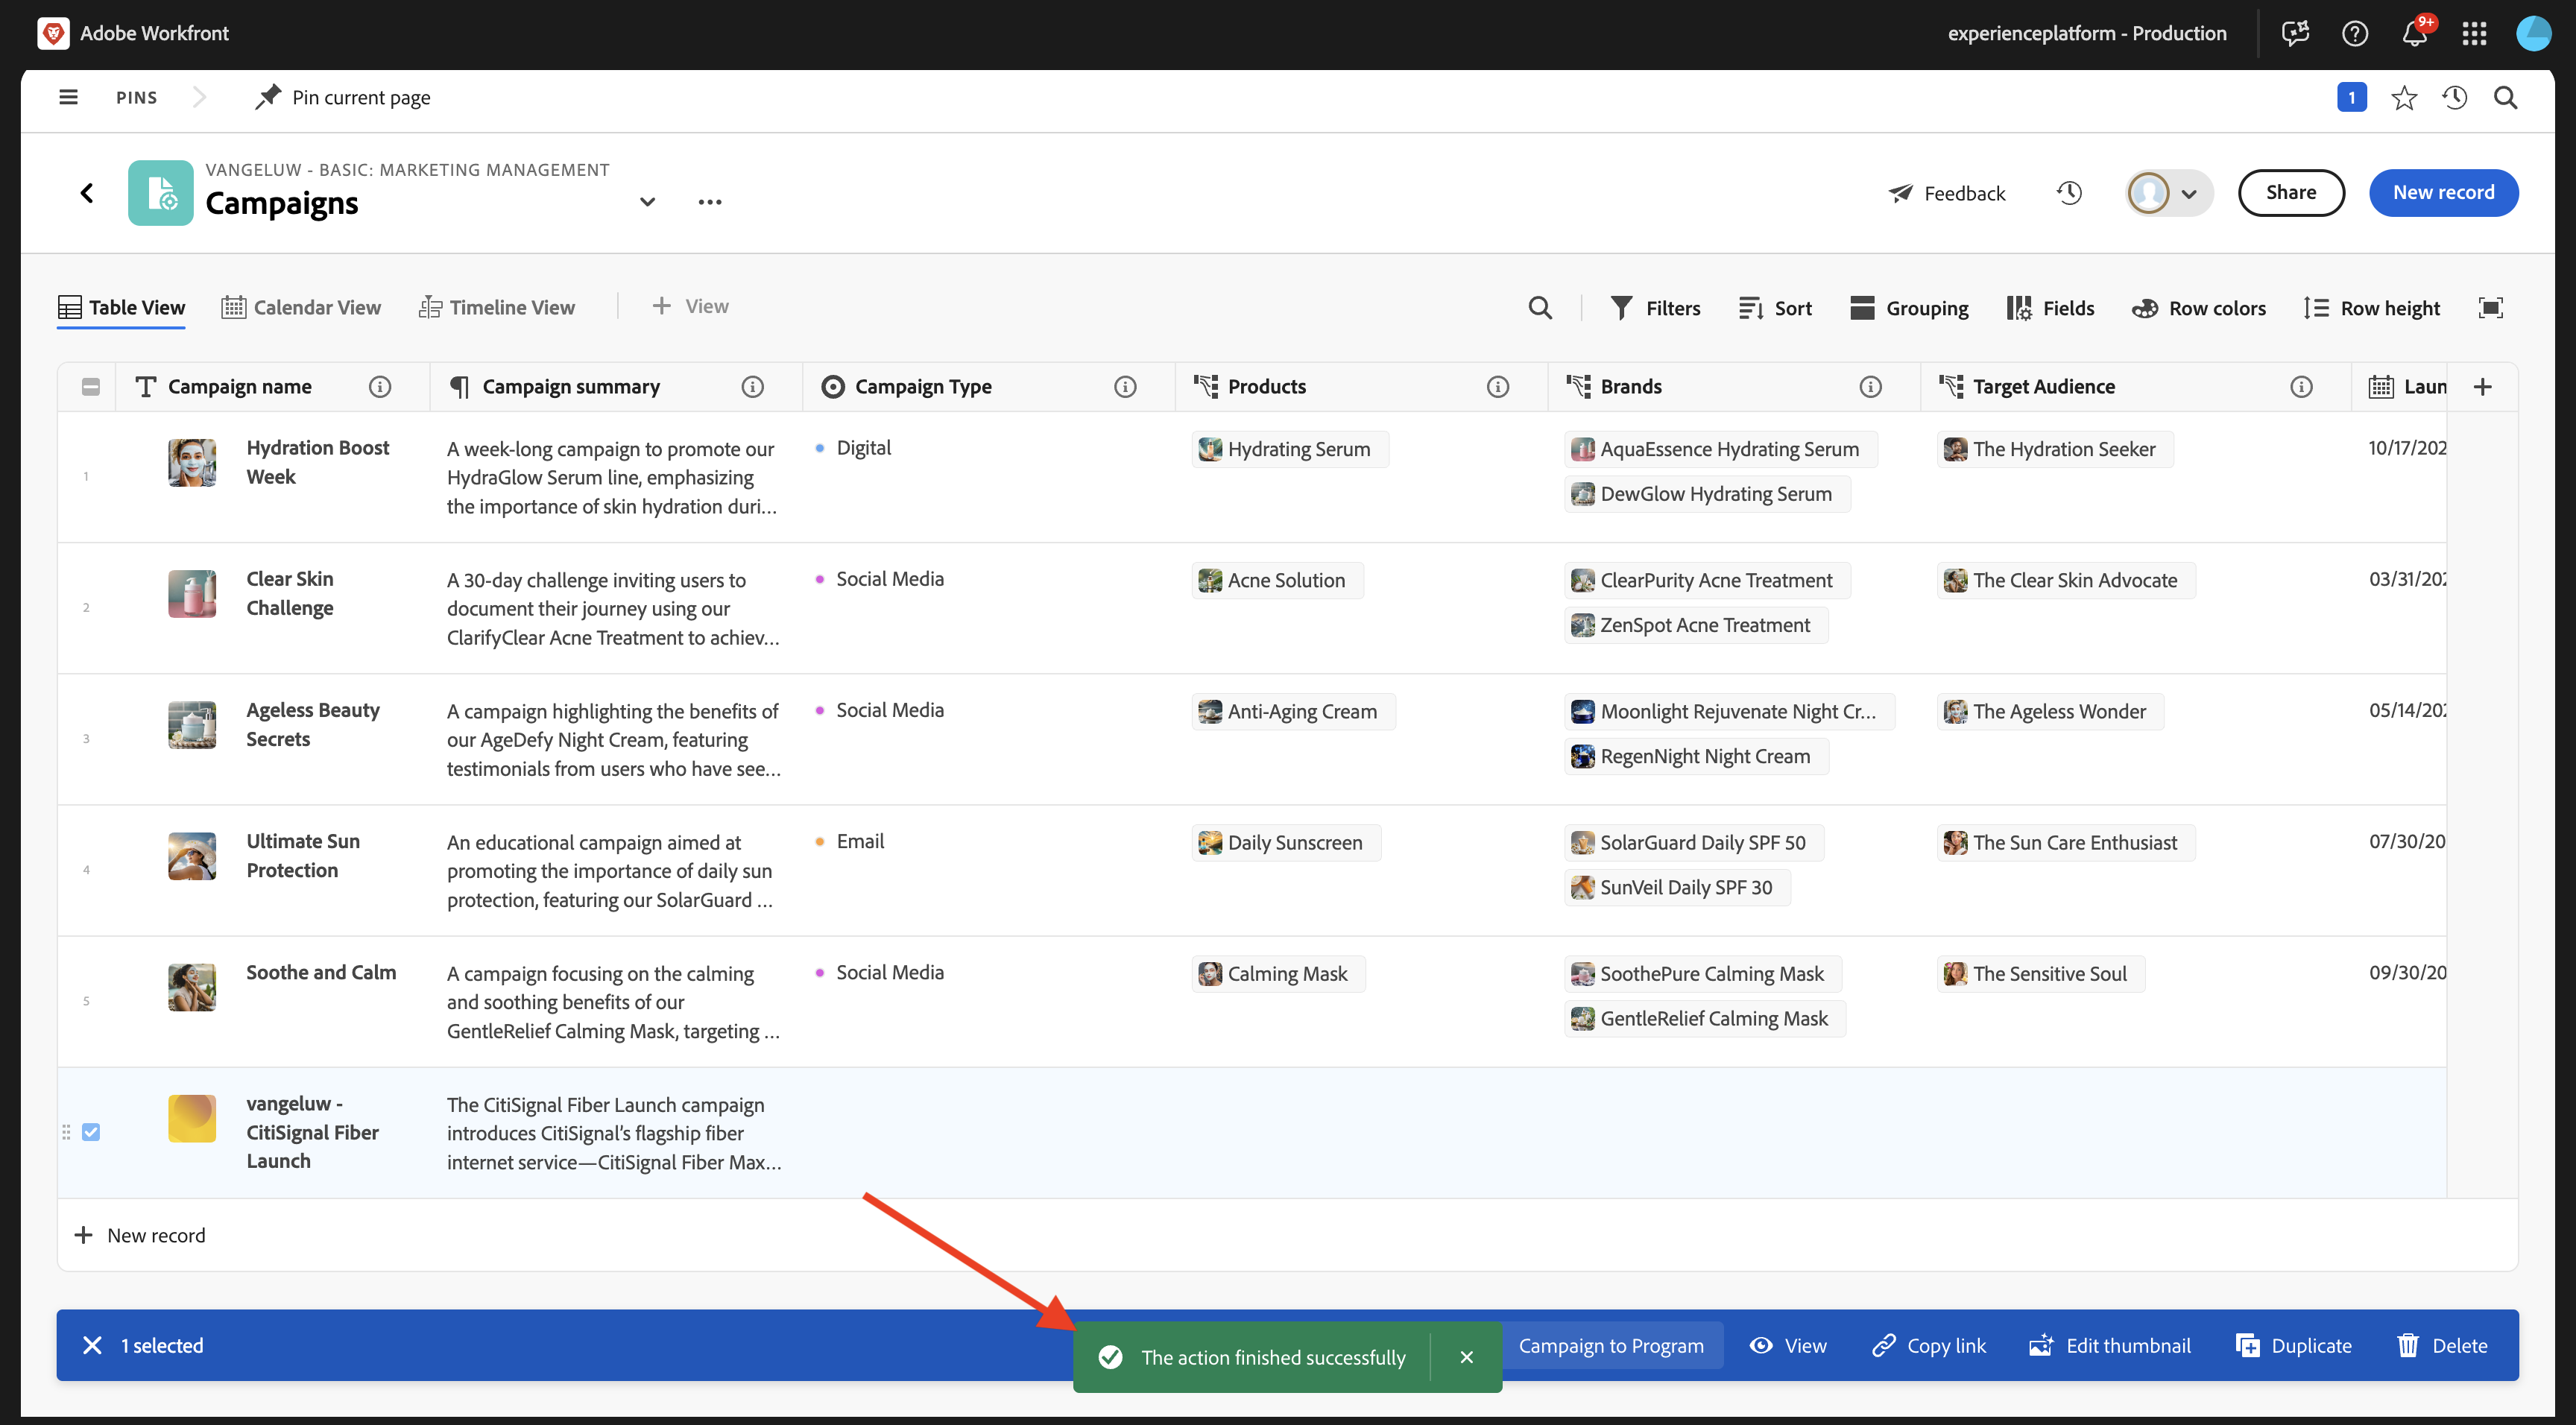 Adobe Workfront
experienceplatform - Production
9+
PINS
Pin current page
1
VANGELUW - BASIC: MARKETING MANAGEMENT
Campaigns
Feedback
Share
New record
Table View
Calendar View
Timeline View
View
Filters
Sort
Grouping
Fields
Row colors
Row height
Campaign name
Campaign summary
Campaign Type
Products
Brands
Target Audience
Laun
1
Hydration Boost
Week
A week-long campaign to promote our
HydraGlow Serum line, emphasizing
the importance of skin hydration duri...
Digital
Hydrating Serum
AquaEssence Hydrating Serum
DewGlow Hydrating Serum
The Hydration Seeker
10/17/202
2
Clear Skin
Challenge
A 30-day challenge inviting users to
document their journey using our
ClarifyClear Acne Treatment to achiev...
Social Media
Acne Solution
ClearPurity Acne Treatment
ZenSpot Acne Treatment
The Clear Skin Advocate
03/31/202
3
Ageless Beauty
Secrets
A campaign highlighting the benefits of
our AgeDefy Night Cream, featuring
testimonials from users who have see...
Social Media
Anti-Aging Cream
Moonlight Rejuvenate Night Cr...
RegenNight Night Cream
The Ageless Wonder
05/14/202
4
Ultimate Sun
Protection
An educational campaign aimed at
promoting the importance of daily sun
protection, featuring our SolarGuard ...
Email
Daily Sunscreen
SolarGuard Daily SPF 50
SunVeil Daily SPF 30
The Sun Care Enthusiast
07/30/20
5
Soothe and Calm
A campaign focusing on the calming
and soothing benefits of our
GentleRelief Calming Mask, targeting ...
Social Media
Calming Mask
SoothePure Calming Mask
GentleRelief Calming Mask
The Sensitive Soul
09/30/20
vangeluw -
CitiSignal Fiber
Launch
The CitiSignal Fiber Launch campaign
introduces CitiSignal's flagship fiber
internet service—CitiSignal Fiber Max...
New record
1 selected
The action finished successfully
Campaign to Program
View
Copy link
Edit thumbnail
Duplicate
Delete